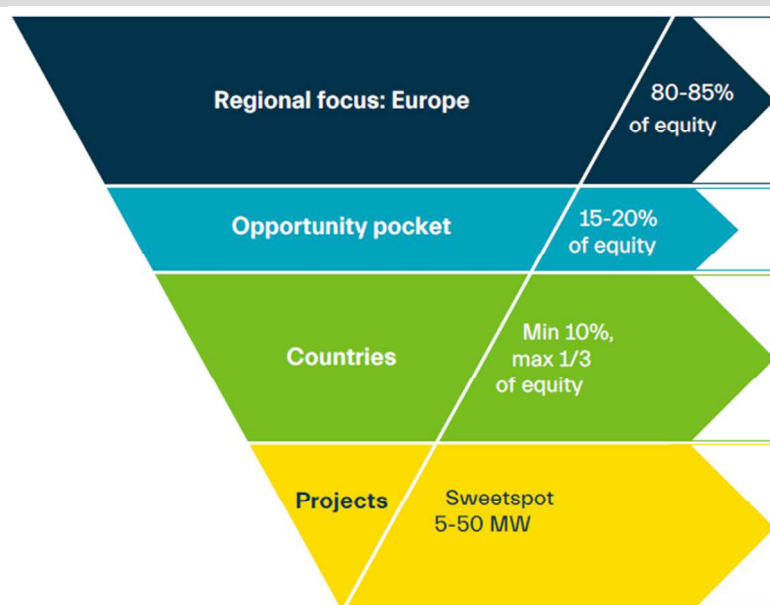 Regional focus: Europe
80-85%
of equity
Opportunity pocket
15-20%
of equity
Countries
Min 10%,
max 1/3
of equity
Projects
Sweetspot
5-50 MW